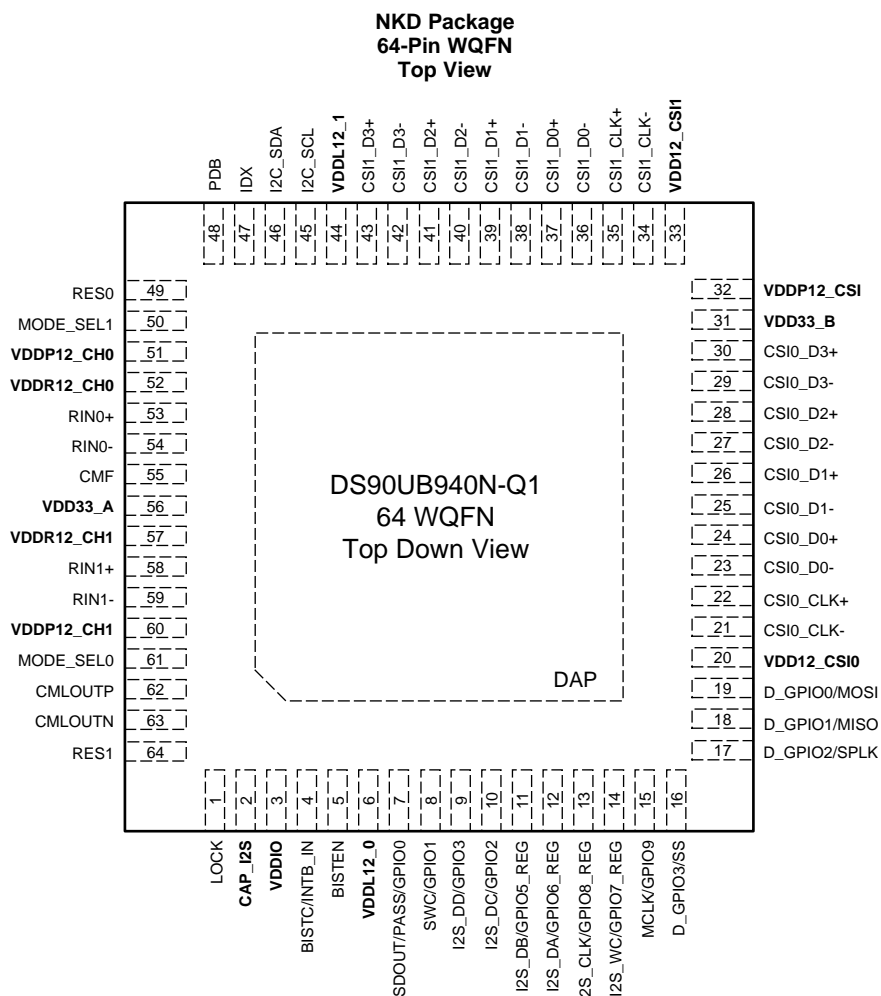 NKD Package
64-Pin WQFN
Top View
PDB
IDX
I2C_SDA
I2C_SCL
VDDL12_1
CSI1_D3+
CSI1_D3-
CSI1_D2+
CSI1_D2-
CSI1_D1+
CSI1_D1-
CSI1_D0+
CSI1_D0-
CSI1_CLK+
CSI1_CLK-
VDD12_CSI1
48
47
46
45
44
43
42
41
40
39
38
37
36
35
34
33
RES0 49
MODE_SEL1 50
VDDP12_CH0 51
VDDR12_CH0 52
RIN0+ 53
RIN0- 54
CMF 55
VDD33_A 56
VDDR12_CH1 57
RIN1+ 58
RIN1- 59
VDDP12_CH1 60
MODE_SEL0 61
CMLOUTP 62
CMLOUTN 63
RES1 64
DS90UB940N-Q1
64 WQFN
Top Down View
DAP
32 VDDP12_CSI
31 VDD33_B
30 CSI0_D3+
29 CSI0_D3-
28 CSI0_D2+
27 CSI0_D2-
26 CSI0_D1+
25 CSI0_D1-
24 CSI0_D0+
23 CSI0_D0-
22 CSI0_CLK+
21 CSI0_CLK-
20 VDD12_CSI0
19 D_GPIO0/MOSI
18 D_GPIO1/MISO
17 D_GPIO2/SPLK
1
2
3
4
5
6
7
8
9
10
11
12
13
14
15
16
LOCK
CAP_I2S
VDDIO
BISTC/INTB_IN
BISTEN
VDDL12_0
SDOUT/PASS/GPIO0
SWC/GPIO1
I2S_DD/GPIO3
I2S_DC/GPIO2
I2S_DB/GPIO5_REG
I2S_DA/GPIO6_REG
2S_CLK/GPIO8_REG
I2S_WC/GPIO7_REG
MCLK/GPIO9
D_GPIO3/SS